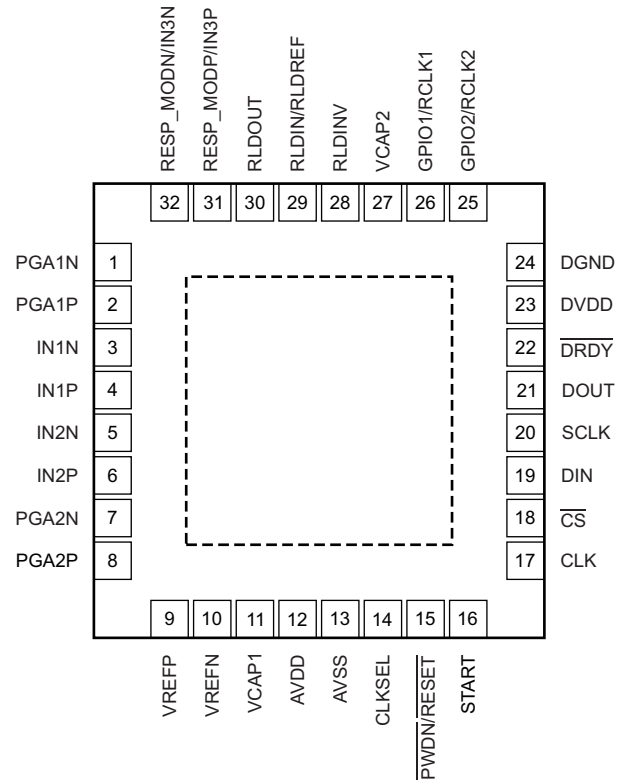 RESP_MODN/IN3N
RESP_MODP/IN3P
RLDOUT
RLDIN/RLDREF
RLDINV
VCAP2
GPIO1/RCLK1
GPIO2/RCLK2
32 31 30 29 28 27 26 25
PGA1N 1
PGA1P 2
IN1N 3
IN1P 4
IN2N 5
IN2P 6
PGA2N 7
PGA2P 8
24 DGND
23 DVDD
22 DRDY
21 DOUT
20 SCLK
19 DIN
18 CS
17 CLK
9 10 11 12 13 14 15 16
VREFP
VREFN
VCAP1
AVDD
AVSS
CLKSEL
PWDN/RESET
START